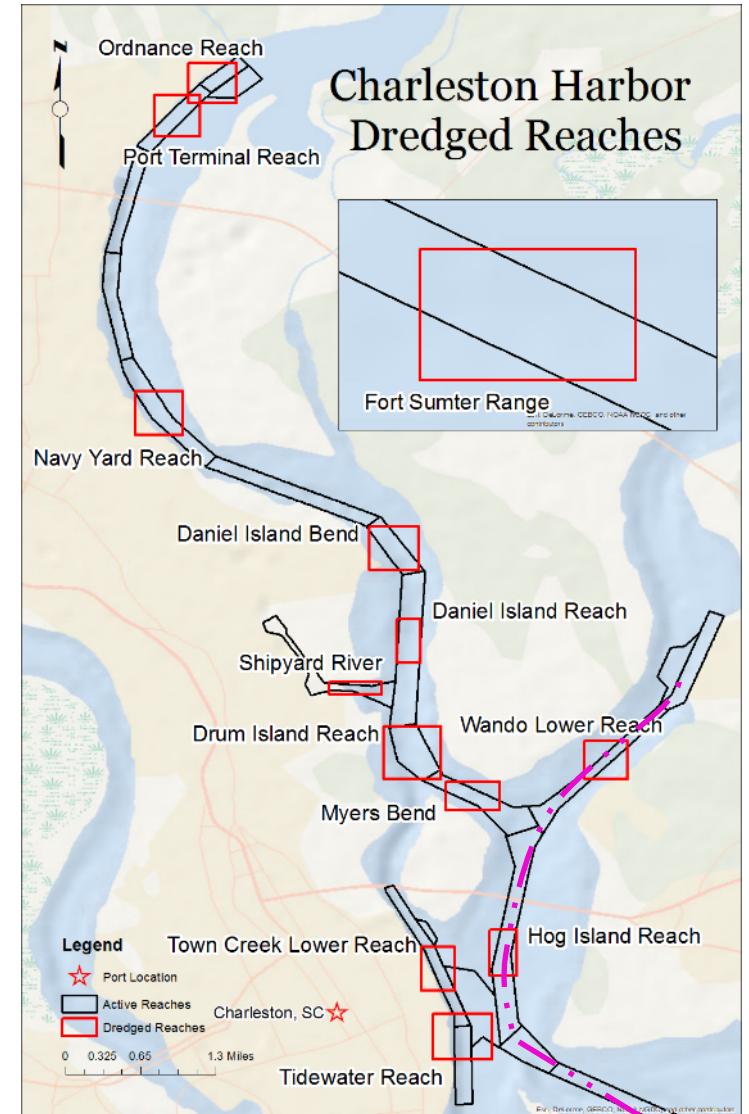 Ordnance Reach
Charleston Harbor
Dredged Reaches
N
Port Terminal Reach
Fort Sumter Range
contributors
Navy Yard Reach
Daniel Island Bend
Daniel Island Reach
Shipyard River
Drum Island Reach
Wando Lower Reach
Myers Bend
Town Creek Lower Reach
Hog Island Reach
Legend
Port Location
Active Reaches
Dredged Reaches
Charleston, SC
0 0.325 0.65 1.3 Miles
Tidewater Reach